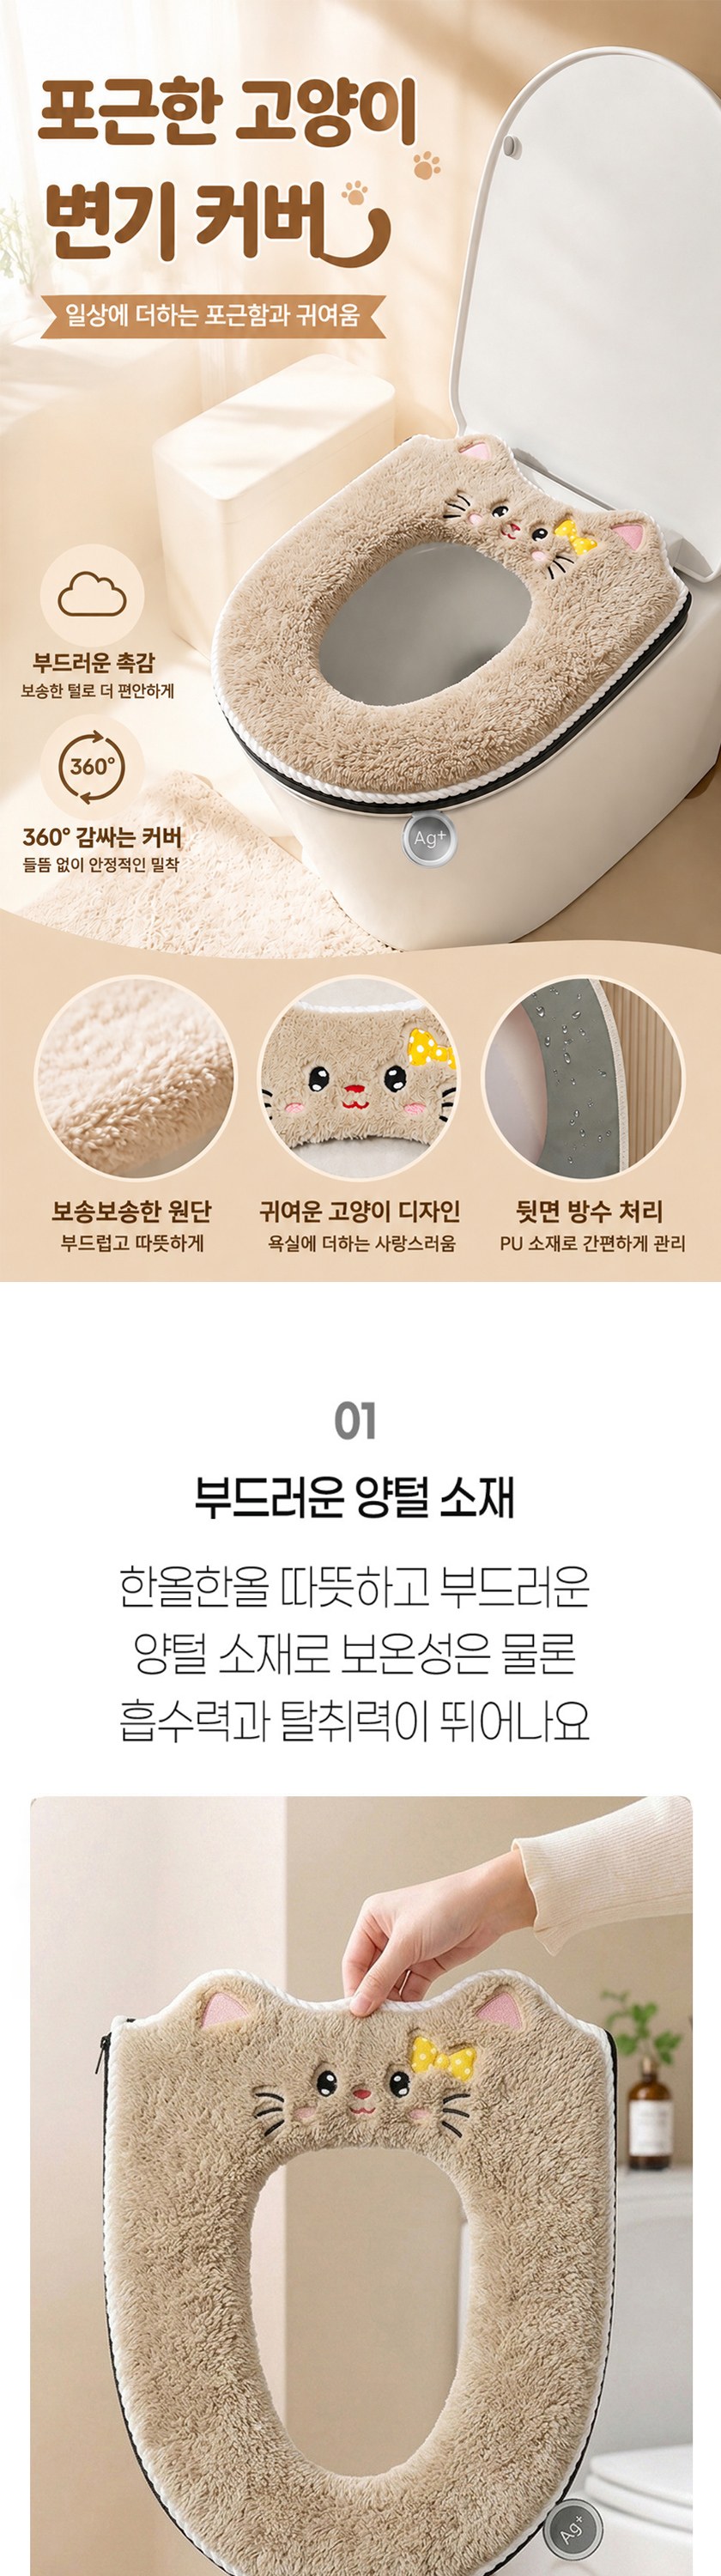 포근한 고양이
변기 커버
일상에 더하는 포근함과 귀여움
부드러운 촉감
보송한 털로 더 편안하게
360°
360° 감싸는 커버
들뜸 없이 안정적인 밀착
Ag+
보송보송한 원단
부드럽고 따뜻하게
귀여운 고양이 디자인
욕실에 더하는 사랑스러움
뒷면 방수 처리
PU 소재로 간편하게 관리
01
부드러운 양털 소재
한올한올 따뜻하고 부드러운
양털 소재로 보온성은 물론
흡수력과 탈취력이 뛰어나요
Ag+